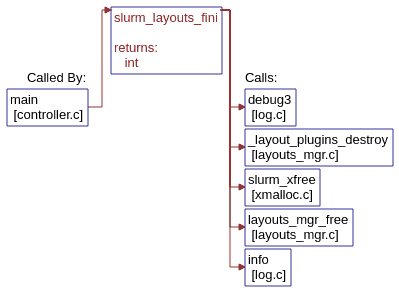 slurm_layouts_fini
returns:
int
Called By:
main
[controller.c]
Calls:
debug3
[log.c]
_layout_plugins_destroy
[layouts_mgr.c]
slurm_xfree
[xmalloc.c]
layouts_mgr_free
[layouts_mgr.c]
info
[log.c]